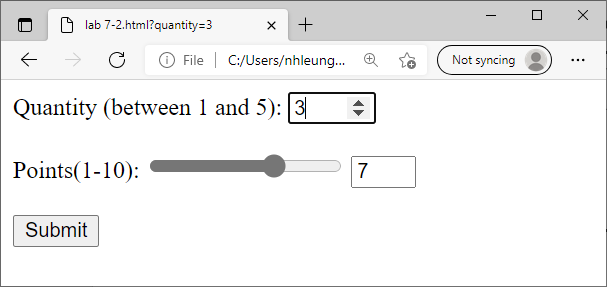 lab 7-2.html?quantity=3
File | C:/Users/nhleung... Not syncing
Quantity (between 1 and 5): 3
Points(1-10): 7
Submit